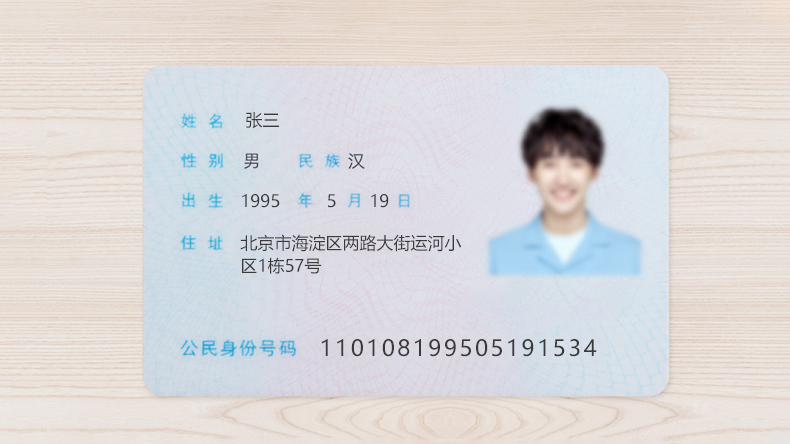 姓名 张三
性别 男 民族 汉
出生 1995 年 5 月 19 日
住址 北京市海淀区两路大街运河小
区1栋57号
公民身份号码 110108199505191534